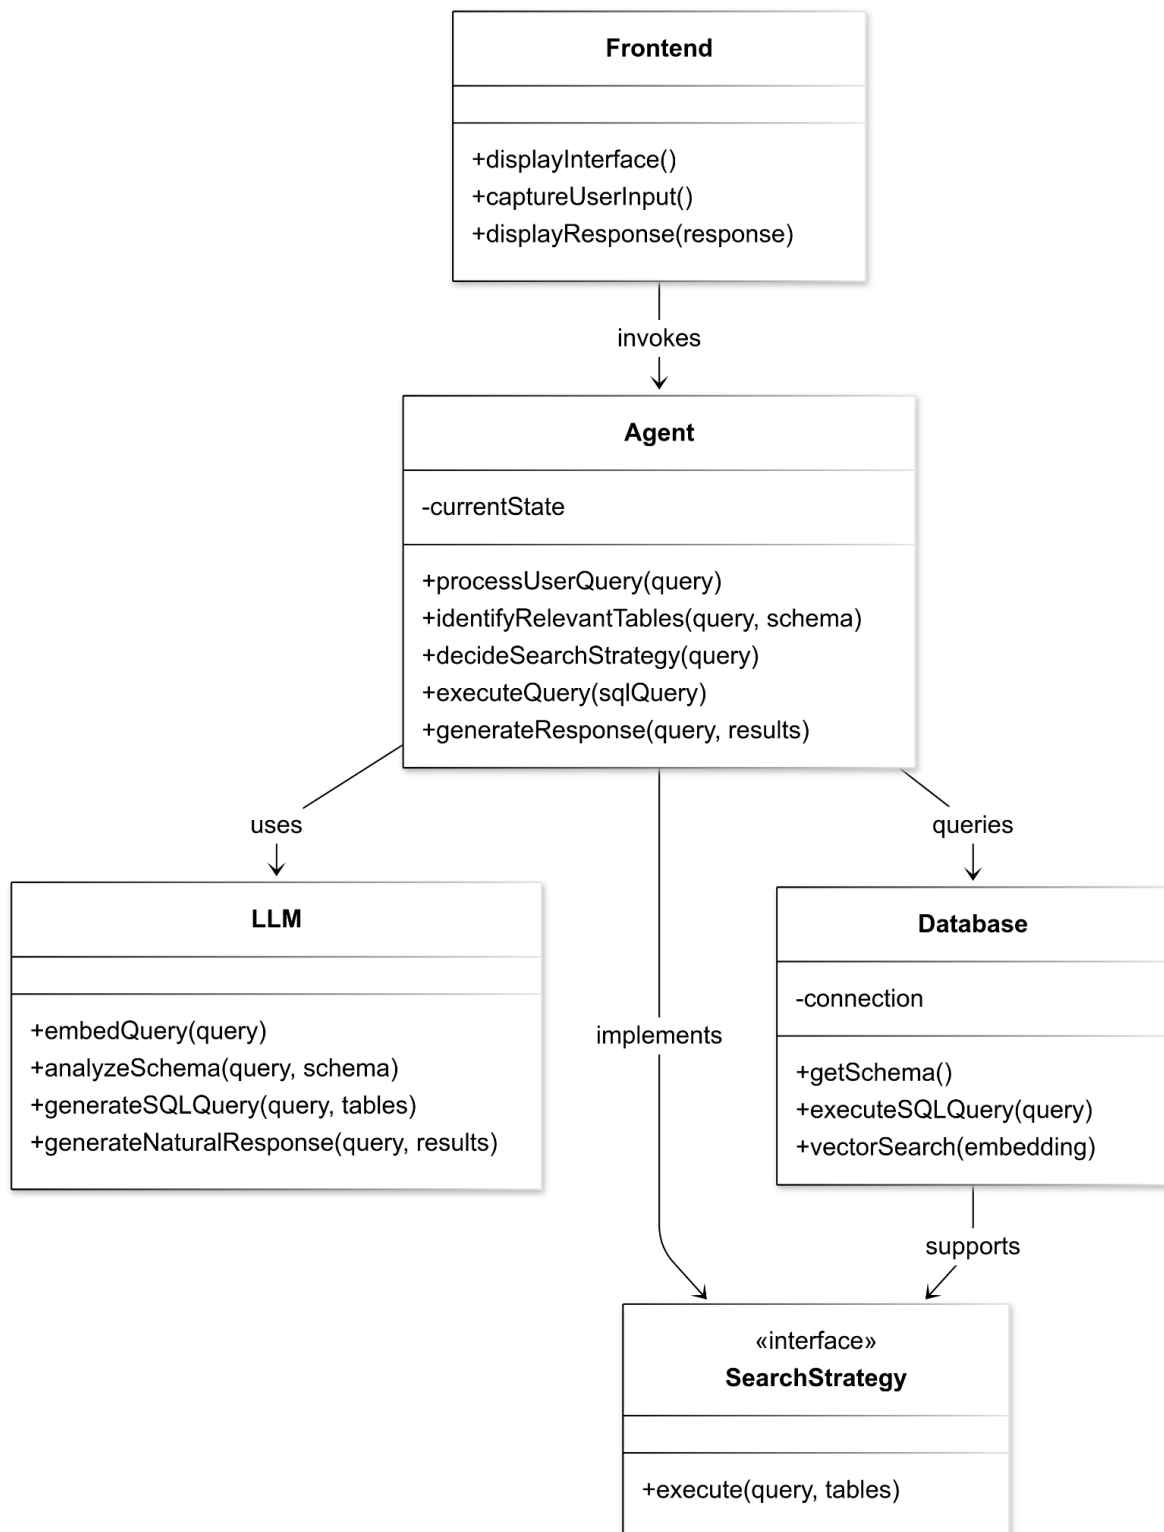 Frontend
+displayInterface()
+captureUserInput()
+displayResponse(response)
invokes
Agent
-currentState
+processUserQuery(query)
+identifyRelevantTables(query, schema)
+decideSearchStrategy(query)
+executeQuery(sqlQuery)
+generateResponse(query, results)
uses
queries
LLM
+embedQuery(query)
+analyzeSchema(query, schema)
+generateSQLQuery(query, tables)
+generateNaturalResponse(query, results)
implements
Database
-connection
+getSchema()
+executeSQLQuery(query)
+vectorSearch(embedding)
supports
«interface»
SearchStrategy
+execute(query, tables)